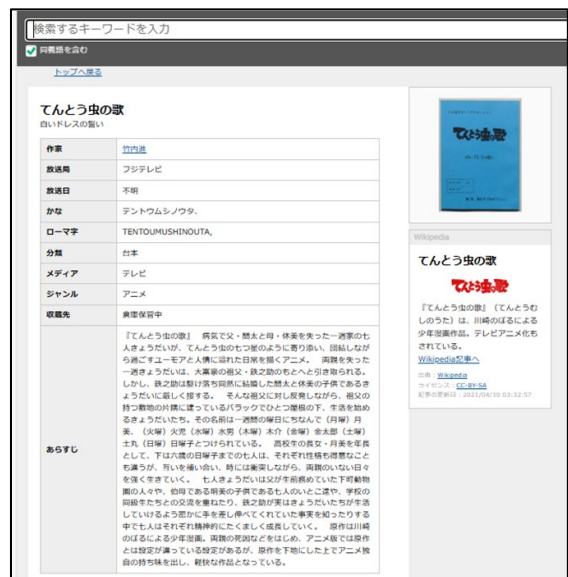 検索するキーワードを入力
同義語を含む
トップへ戻る
てんとう虫の歌
白いドレスの誓い
作家 竹内進
放送局 フジテレビ
放送日 不明
かな テントウムシノウタ.
ローマ字 TENTOUMUSHINOUTA,
分類 台本
メディア テレビ
ジャンル アニメ
収蔵先 倉庫保管中
あらすじ
『てんとう虫の歌』 病気で父・問太と母・休美を失った一週家の七
人きょうだいが、てんとう虫の七つ星のように寄り添い、団結しなが
ら過ごすユーモアと人情に溢れた日常を描くアニメ。 両親を失った
一週きょうだいは、大富豪の祖父・鉄之助のもとへと引き取られる。
しかし、鉄之助は駆け落ち同然に結婚した問太と休美の子供であるき
ょうだいに厳しく接する。 そんな祖父に対し反発しながら、祖父の
持つ敷地の片隅に建っているバラックでひとつ屋根の下、生活を始め
るきょうだいたち。その名前は一週間の曜日にちなんで（月曜）月
美、（火曜）火児（水曜）水男（木曜）木介（金曜）金太郎（土曜）
土丸（日曜）日曜子とつけられている。 高校生の長女・月美を年長
として、下は六歳の日曜子までの七人は、それぞれ性格も得意なこと
も違うが、互いを補い合い、時には衝突しながら、両親のいない日々
を強く生きていく。 七人きょうだいは父が生前務めていた下町動物
園の人々や、伯母である明美の子供である七人のいとこ達や、学校の
同級生たちとの交流を重ねたり、鉄之助が実はきょうだいたちが生活
していけるよう密かに手を差し伸べてくれていた事実を知ったりする
中で七人はそれぞれ精神的にたくましく成長していく。 原作は川崎
のぼるによる少年漫画。両親の死因などをはじめ、アニメ版では原作
とは設定が違っている設定があるが、原作を下地にした上でアニメ独
自の持ち味を出し、軽快な作品となっている。
てんとう虫の歌
Wikipedia
てんとう虫の歌
てんとう虫の歌
『てんとう虫の歌』（てんとうむ
しのうた）は、川崎のぼるによる
少年漫画作品。テレビアニメ化も
されている。
Wikipedia記事へ
出典：Wikipedia
ライセンス：CC-BY-SA
記事の更新日：2021/04/10 03:32:57